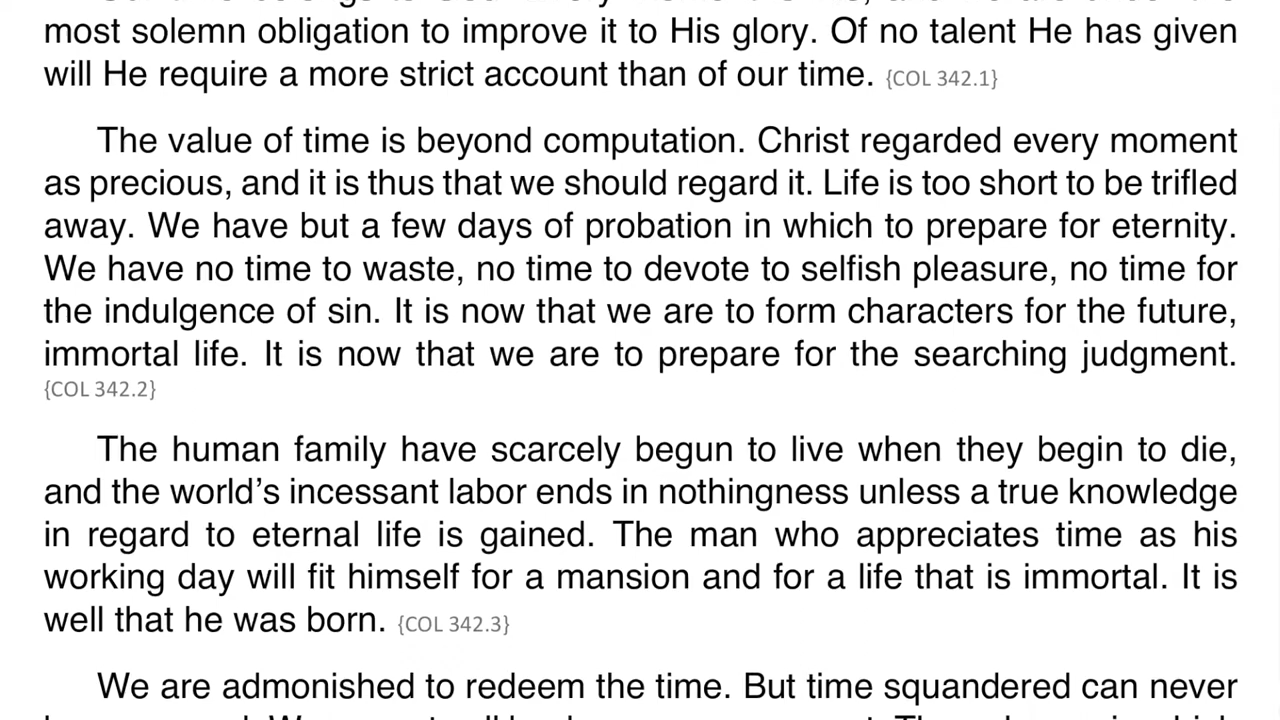 most solemn obligation to improve it to His glory. Of no talent He has given
will He require a more strict account than of our time. {COL 342.1}
The value of time is beyond computation. Christ regarded every moment
as precious, and it is thus that we should regard it. Life is too short to be trifled
away. We have but a few days of probation in which to prepare for eternity.
We have no time to waste, no time to devote to selfish pleasure, no time for
the indulgence of sin. It is now that we are to form characters for the future,
immortal life. It is now that we are to prepare for the searching judgment.
{COL 342.2}
The human family have scarcely begun to live when they begin to die,
and the world’s incessant labor ends in nothingness unless a true knowledge
in regard to eternal life is gained. The man who appreciates time as his
working day will fit himself for a mansion and for a life that is immortal. It is
well that he was born. {COL 342.3}
We are admonished to redeem the time. But time squandered can never